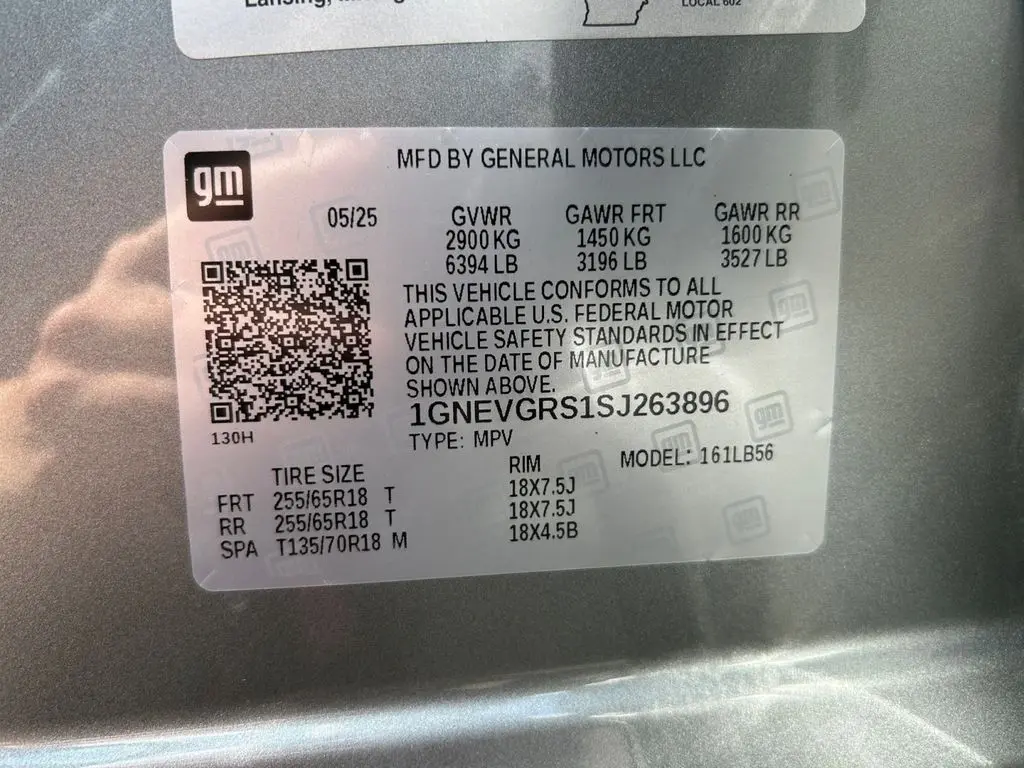 Lansing,
LOCAL 602
gm
MFD BY GENERAL MOTORS LLC
05/25
GVWR GAWR FRT GAWR RR
2900 KG 1450 KG 1600 KG
6394 LB 3196 LB 3527 LB
THIS VEHICLE CONFORMS TO ALL
APPLICABLE U.S. FEDERAL MOTOR
VEHICLE SAFETY STANDARDS IN EFFECT
ON THE DATE OF MANUFACTURE
SHOWN ABOVE.
1GNEVGRS1SJ263896
130H
TYPE: MPV
MODEL: 161LB56
TIRE SIZE RIM
FRT 255/65R18 T 18X7.5J
RR 255/65R18 T 18X7.5J
SPA T135/70R18 M 18X4.5B